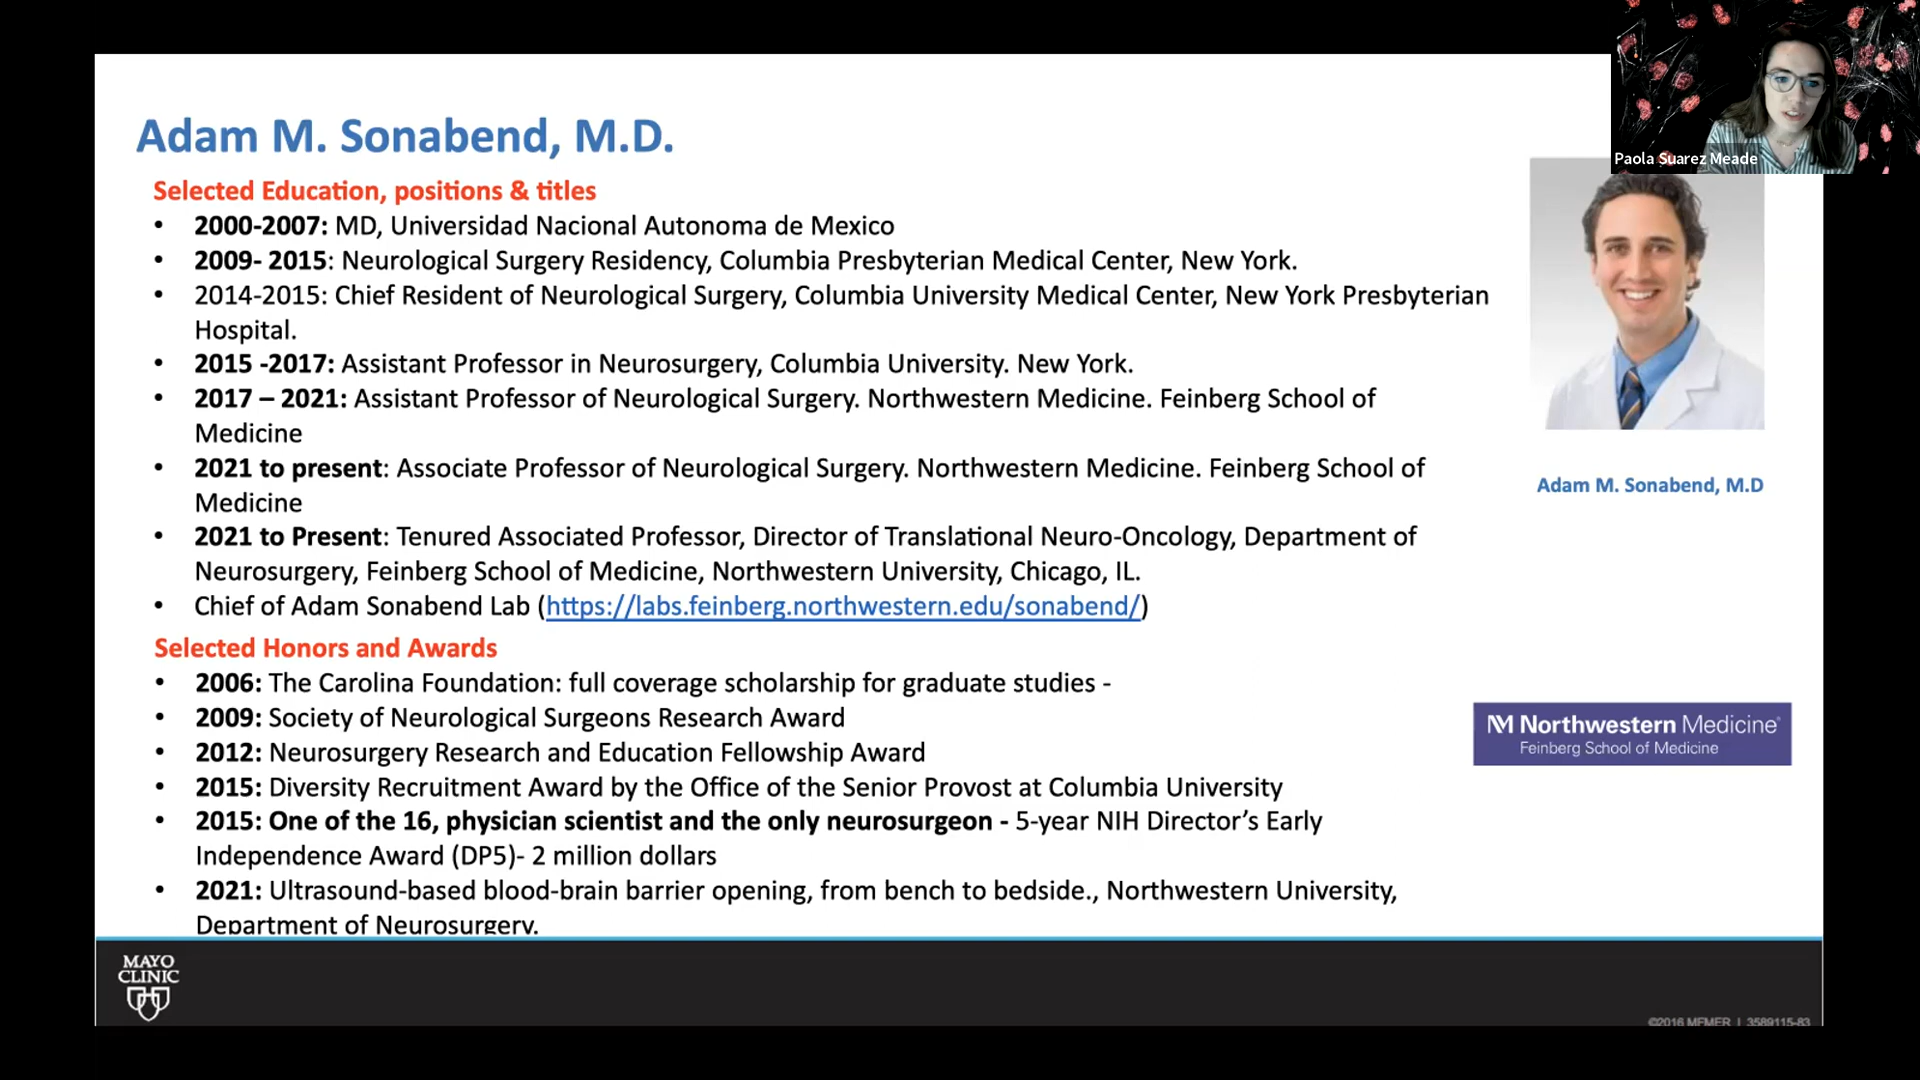 Adam M. Sonabend, M.D.
Paola Suarez Meade
Selected Education, positions & titles
• 2000-2007: MD, Universidad Nacional Autonoma de Mexico
• 2009- 2015: Neurological Surgery Residency, Columbia Presbyterian Medical Center, New York.
• 2014-2015: Chief Resident of Neurological Surgery, Columbia University Medical Center, New York Presbyterian
Hospital.
• 2015 -2017: Assistant Professor in Neurosurgery, Columbia University. New York.
• 2017 – 2021: Assistant Professor of Neurological Surgery. Northwestern Medicine. Feinberg School of
Medicine
• 2021 to present: Associate Professor of Neurological Surgery. Northwestern Medicine. Feinberg School of
Medicine
• 2021 to Present: Tenured Associated Professor, Director of Translational Neuro-Oncology, Department of
Neurosurgery, Feinberg School of Medicine, Northwestern University, Chicago, IL.
• Chief of Adam Sonabend Lab (https://labs.feinberg.northwestern.edu/sonabend/)
Adam M. Sonabend, M.D
Selected Honors and Awards
• 2006: The Carolina Foundation: full coverage scholarship for graduate studies -
• 2009: Society of Neurological Surgeons Research Award
• 2012: Neurosurgery Research and Education Fellowship Award
• 2015: Diversity Recruitment Award by the Office of the Senior Provost at Columbia University
• 2015: One of the 16, physician scientist and the only neurosurgeon - 5-year NIH Director’s Early
Independence Award (DP5)- 2 million dollars
• 2021: Ultrasound-based blood-brain barrier opening, from bench to bedside., Northwestern University,
Department of Neurosurgery.
Northwestern Medicine®
Feinberg School of Medicine
MAYO
CLINIC
©2016 MFMER | 3589115-83